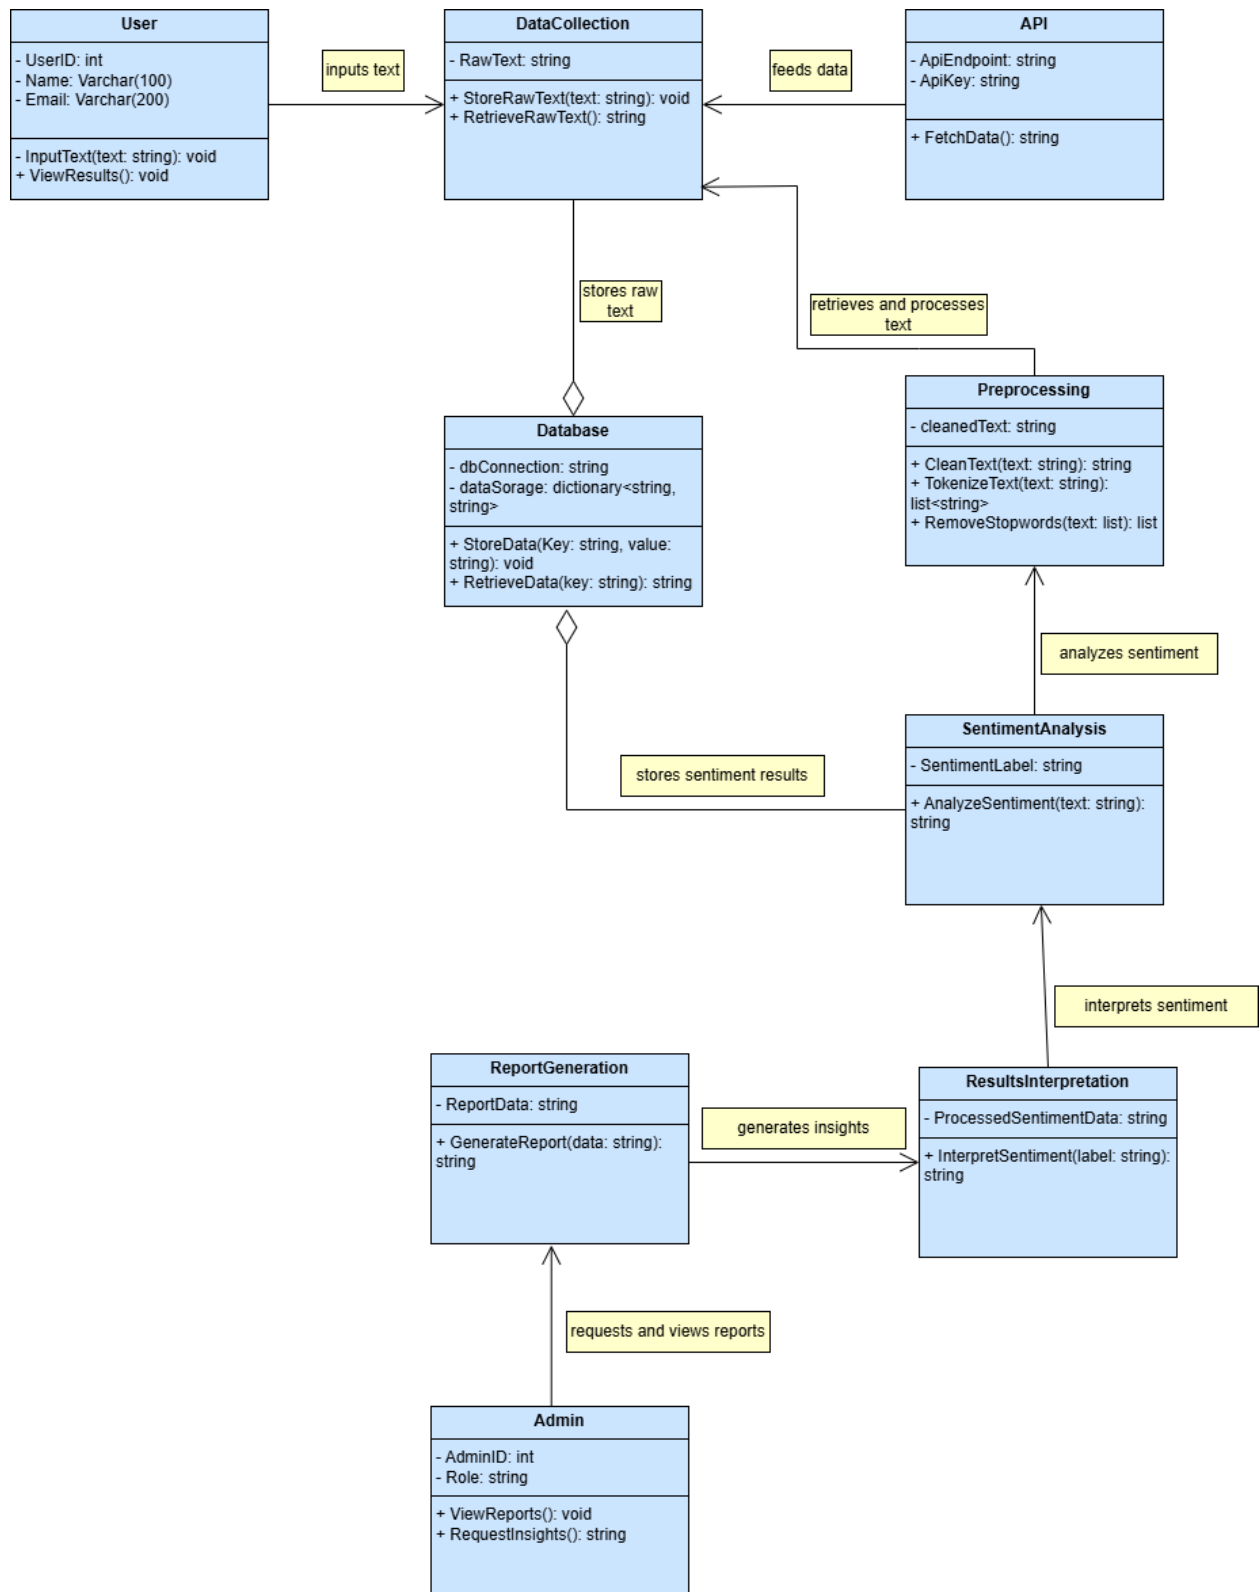 User
- UserID: int
- Name: Varchar(100)
- Email: Varchar(200)
- InputText(text: string): void
+ ViewResults(): void
inputs text
DataCollection
- RawText: string
+ StoreRawText(text: string): void
+ RetrieveRawText(): string
feeds data
API
- ApiEndpoint: string
- ApiKey: string
+ FetchData(): string
stores raw
text
retrieves and processes
text
Database
- dbConnection: string
- dataSorage: dictionary<string,
string>
+ StoreData(Key: string, value:
string): void
+ RetrieveData(key: string): string
Preprocessing
- cleanedText: string
+ CleanText(text: string): string
+ TokenizeText(text: string):
list<string>
+ RemoveStopwords(text: list): list
analyzes sentiment
stores sentiment results
SentimentAnalysis
- SentimentLabel: string
+ AnalyzeSentiment(text: string):
string
interprets sentiment
ReportGeneration
- ReportData: string
+ GenerateReport(data: string):
string
generates insights
ResultsInterpretation
- ProcessedSentimentData: string
+ InterpretSentiment(label: string):
string
requests and views reports
Admin
- AdminID: int
- Role: string
+ ViewReports(): void
+ RequestInsights(): string